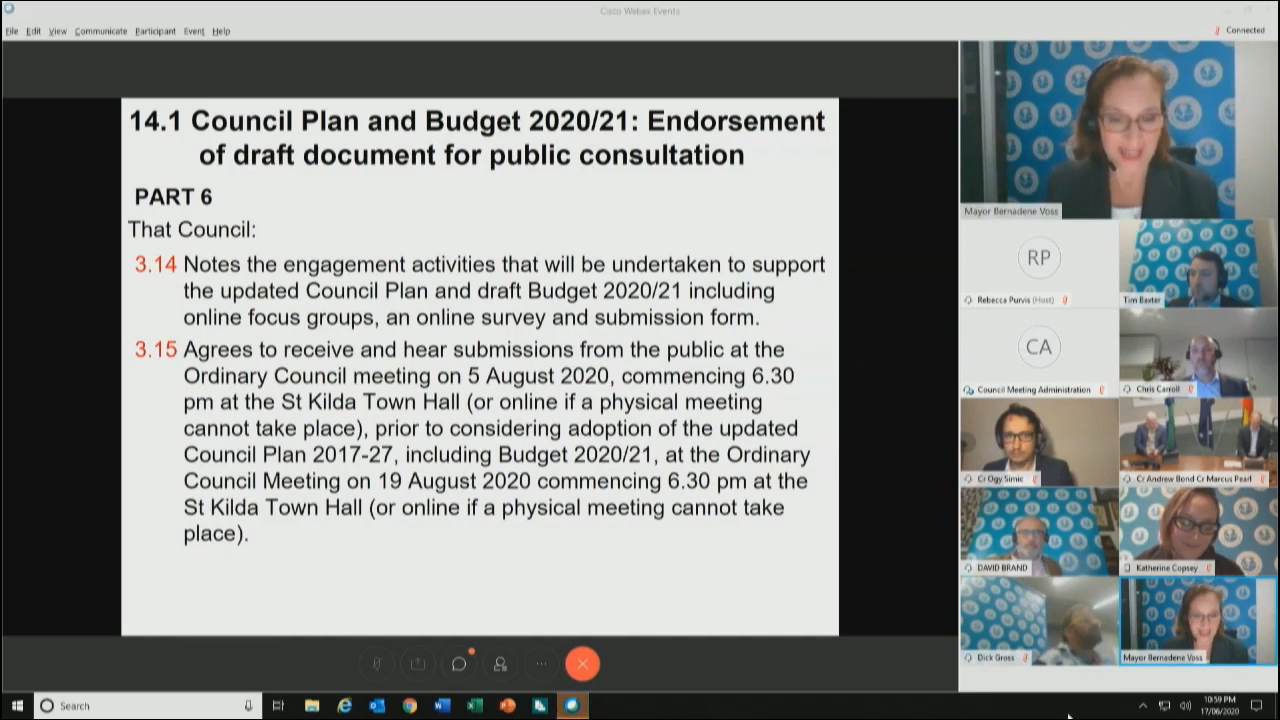 Cisco Webex Events
File Edit View Communicate Participant Event Help
Connected
14.1 Council Plan and Budget 2020/21: Endorsement
of draft document for public consultation
PART 6
That Council:
3.14 Notes the engagement activities that will be undertaken to support
the updated Council Plan and draft Budget 2020/21 including
online focus groups, an online survey and submission form.
3.15 Agrees to receive and hear submissions from the public at the
Ordinary Council meeting on 5 August 2020, commencing 6.30
pm at the St Kilda Town Hall (or online if a physical meeting
cannot take place), prior to considering adoption of the updated
Council Plan 2017-27, including Budget 2020/21, at the Ordinary
Council Meeting on 19 August 2020 commencing 6.30 pm at the
St Kilda Town Hall (or online if a physical meeting cannot take
place).
Mayor Bernadene Voss
RP
Rebecca Purvis (Host)
Tim Baxter
CA
Council Meeting Administration
Chris Carroll
Cr Ogy Simic
Cr Andrew Bond Cr Marcus Pearl
DAVID BRAND
Katherine Copsey
Dick Gross
Mayor Bernadene Voss
Search
10:59 PM
17/06/2020